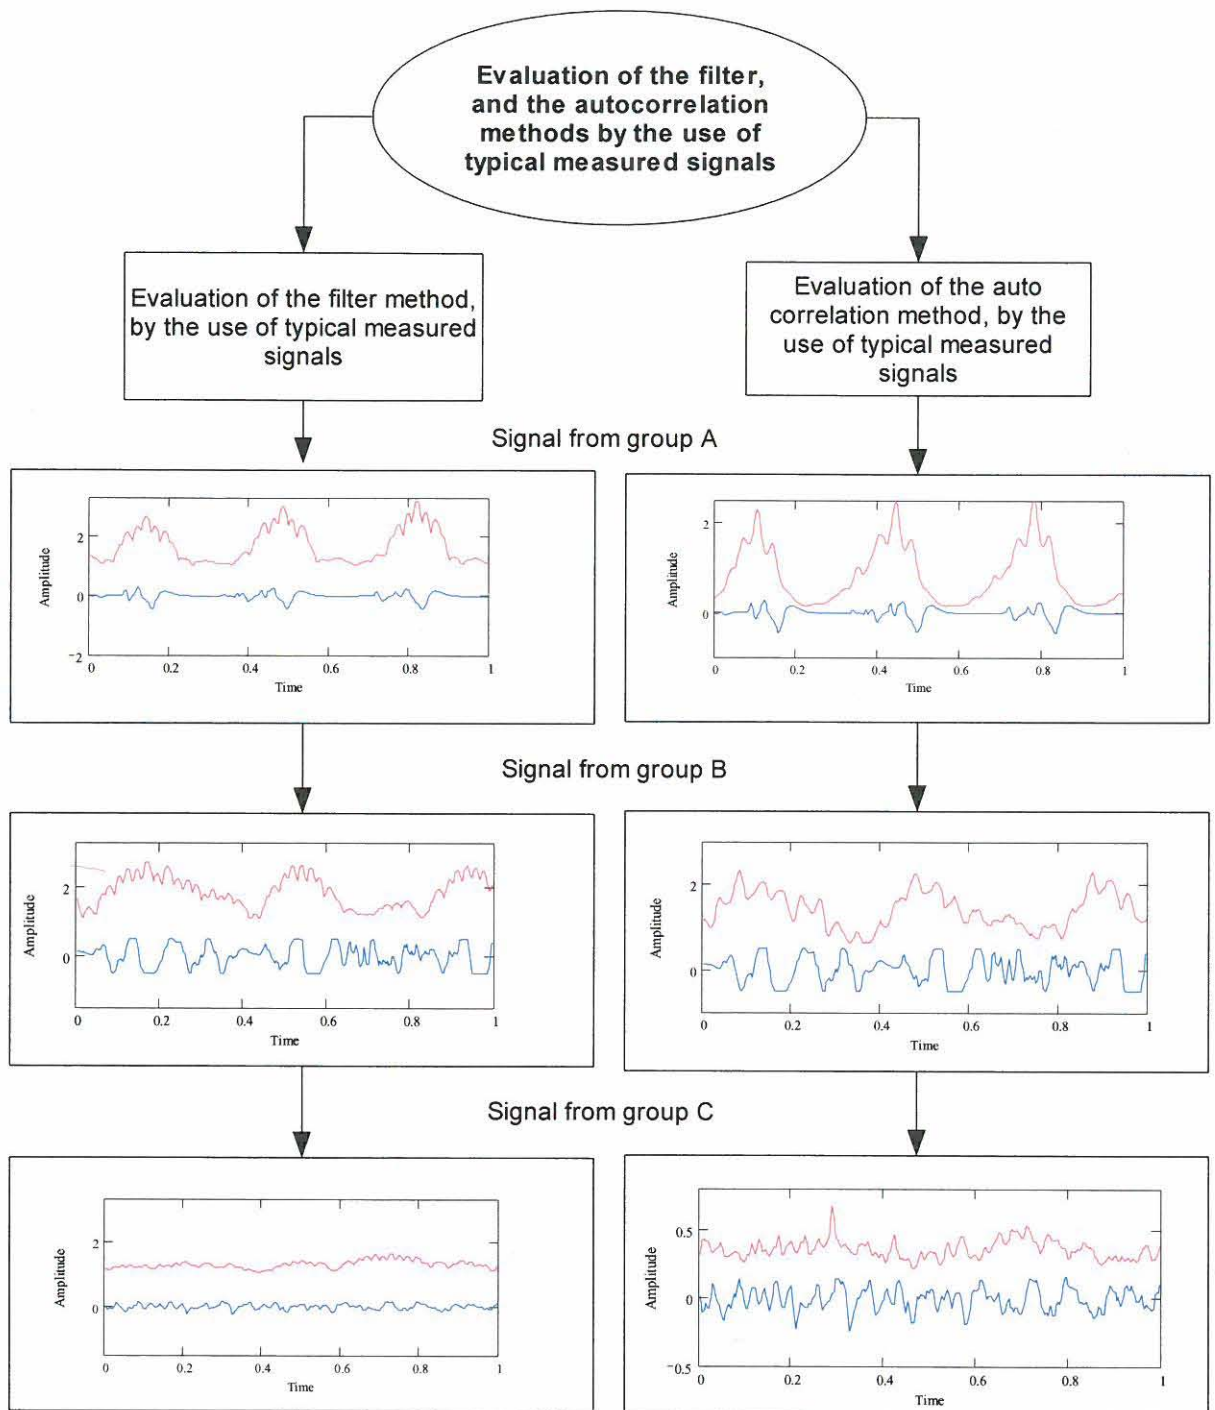 Evaluation of the filter,
and the autocorrelation
methods by the use of
typical measured signals
Evaluation of the filter method,
by the use of typical measured
signals
Evaluation of the auto
correlation method, by the
use of typical measured
signals
Signal from group A
Amplitude
2
0
−2
0 0.2 0.4 0.6 0.8 1
Time
Amplitude
2
0
0 0.2 0.4 0.6 0.8 1
Time
Signal from group B
Amplitude
2
0
0 0.2 0.4 0.6 0.8 1
Time
Amplitude
2
0
0 0.2 0.4 0.6 0.8 1
Time
Signal from group C
Amplitude
2
0
0 0.2 0.4 0.6 0.8 1
Time
Amplitude
0.5
0
−0.5
0 0.2 0.4 0.6 0.8 1
Time